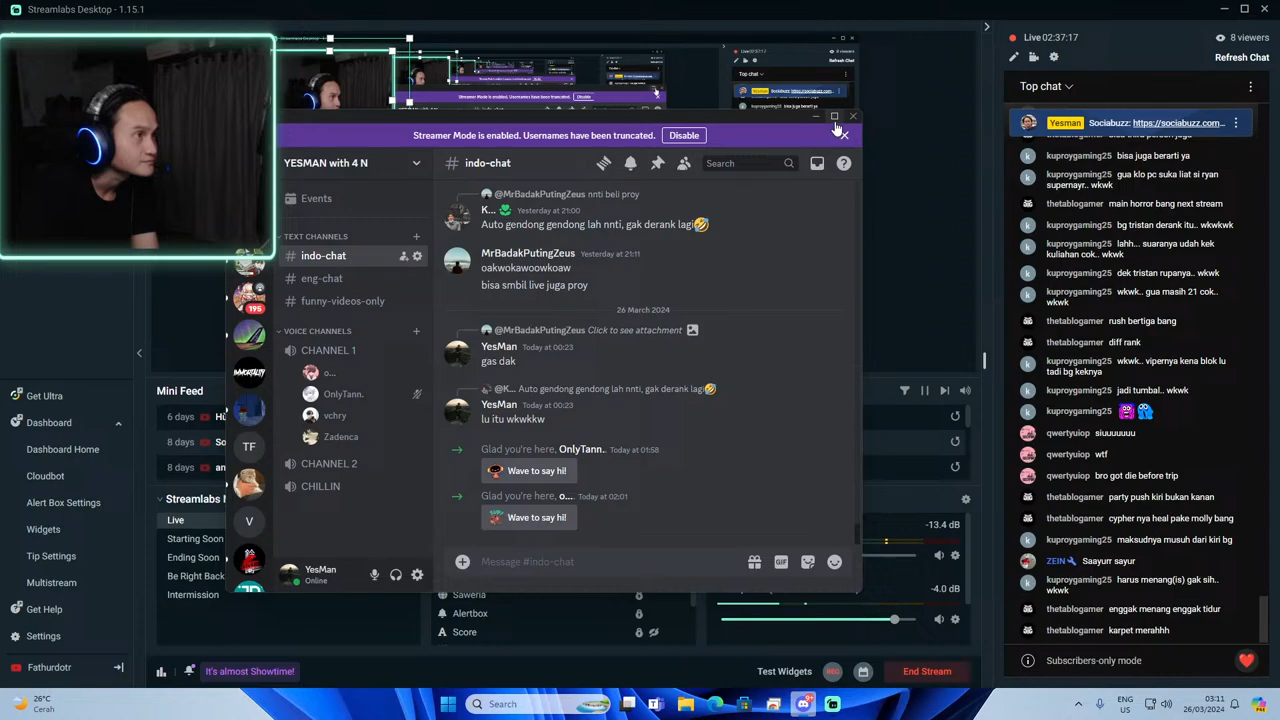 Streamlabs Desktop - 1.15.1
Live 02:37:17
8 viewers
Refresh Chat
Top chat
Yesman Sociabuzz: https://sociabuzz.com...
kuproygaming25 bisa juga berarti ya
kuproygaming25 gua klo pc suka liat si ryan
supernayr.. wkwk
thetablogamer main horror bang next stream
thetablogamer bg tristan derank it.. wkwkwk
kuproygaming25 lah... suaranya udah kek
kuliahan cok.. wkwk
kuproygaming25 dek tristan rupanya.. wkwk
kuproygaming25 wkwk.. gua masih 21 cok..
wkwk
thetablogamer rush bertiga bang
thetablogamer diff rank
kuproygaming25 wkwk.. vipernya kena blok lu
tadi bg keknya
kuproygaming25 jadi tumbal.. wkwk
kuproygaming25
qwertyuiop siuuuuuuu
qwertyuiop wtf
qwertyuiop bro got die before trip
thetablogamer party push kiri bukan kanan
thetablogamer cypher nya heal pake molly bang
thetablogamer maksudnya musuh dari kiri bg
ZEIN Saayur sayur
kuproygaming25 harus menang(is) gak sih..
wkwk
thetablogamer enggak menang enggak tidur
thetablogamer karpet merahhh
Subscribers-only mode
Streamer Mode is enabled. Usernames have been truncated.
Disable
YESMAN with 4 N
indo-chat
Search
Events
TEXT CHANNELS
indo-chat
eng-chat
funny-videos-only
VOICE CHANNELS
CHANNEL 1
o...
OnlyTann.
vchry
Zadenca
CHANNEL 2
CHILLIN
195
IMMORTALITY
TF
V
YesMan
Online
@MrBadakPutingZeus nnti beli proy
K... Yesterday at 21:00
Auto gendong gendong lah nnti, gak derank lagi🤣
MrBadakPutingZeus Yesterday at 21:11
oakwokawoowkoaw
bisa smbil live juga proy
26 March 2024
@MrBadakPutingZeus Click to see attachment
YesMan Today at 00:23
gas dak
@K... Auto gendong gendong lah nnti, gak derank lagi🤣
YesMan Today at 00:23
lu itu wkwkkw
Glad you're here, OnlyTann.. Today at 01:58
Wave to say hi!
Glad you're here, o.... Today at 02:01
Wave to say hi!
Message #indo-chat
GIF
Get Ultra
Dashboard
Dashboard Home
Cloudbot
Alert Box Settings
Widgets
Tip Settings
Multistream
Get Help
Settings
Fathurdotr
Mini Feed
6 days
8 days
8 days
Streamlabs
Live
Starting Soon
Ending Soon
Be Right Back
Intermission
Saweria
Alertbox
Score
-13.4 dB
-4.0 dB
It's almost Showtime!
Test Widgets
REC
End Stream
26°C
Cerah
Search
ENG
US
03:11
26/03/2024